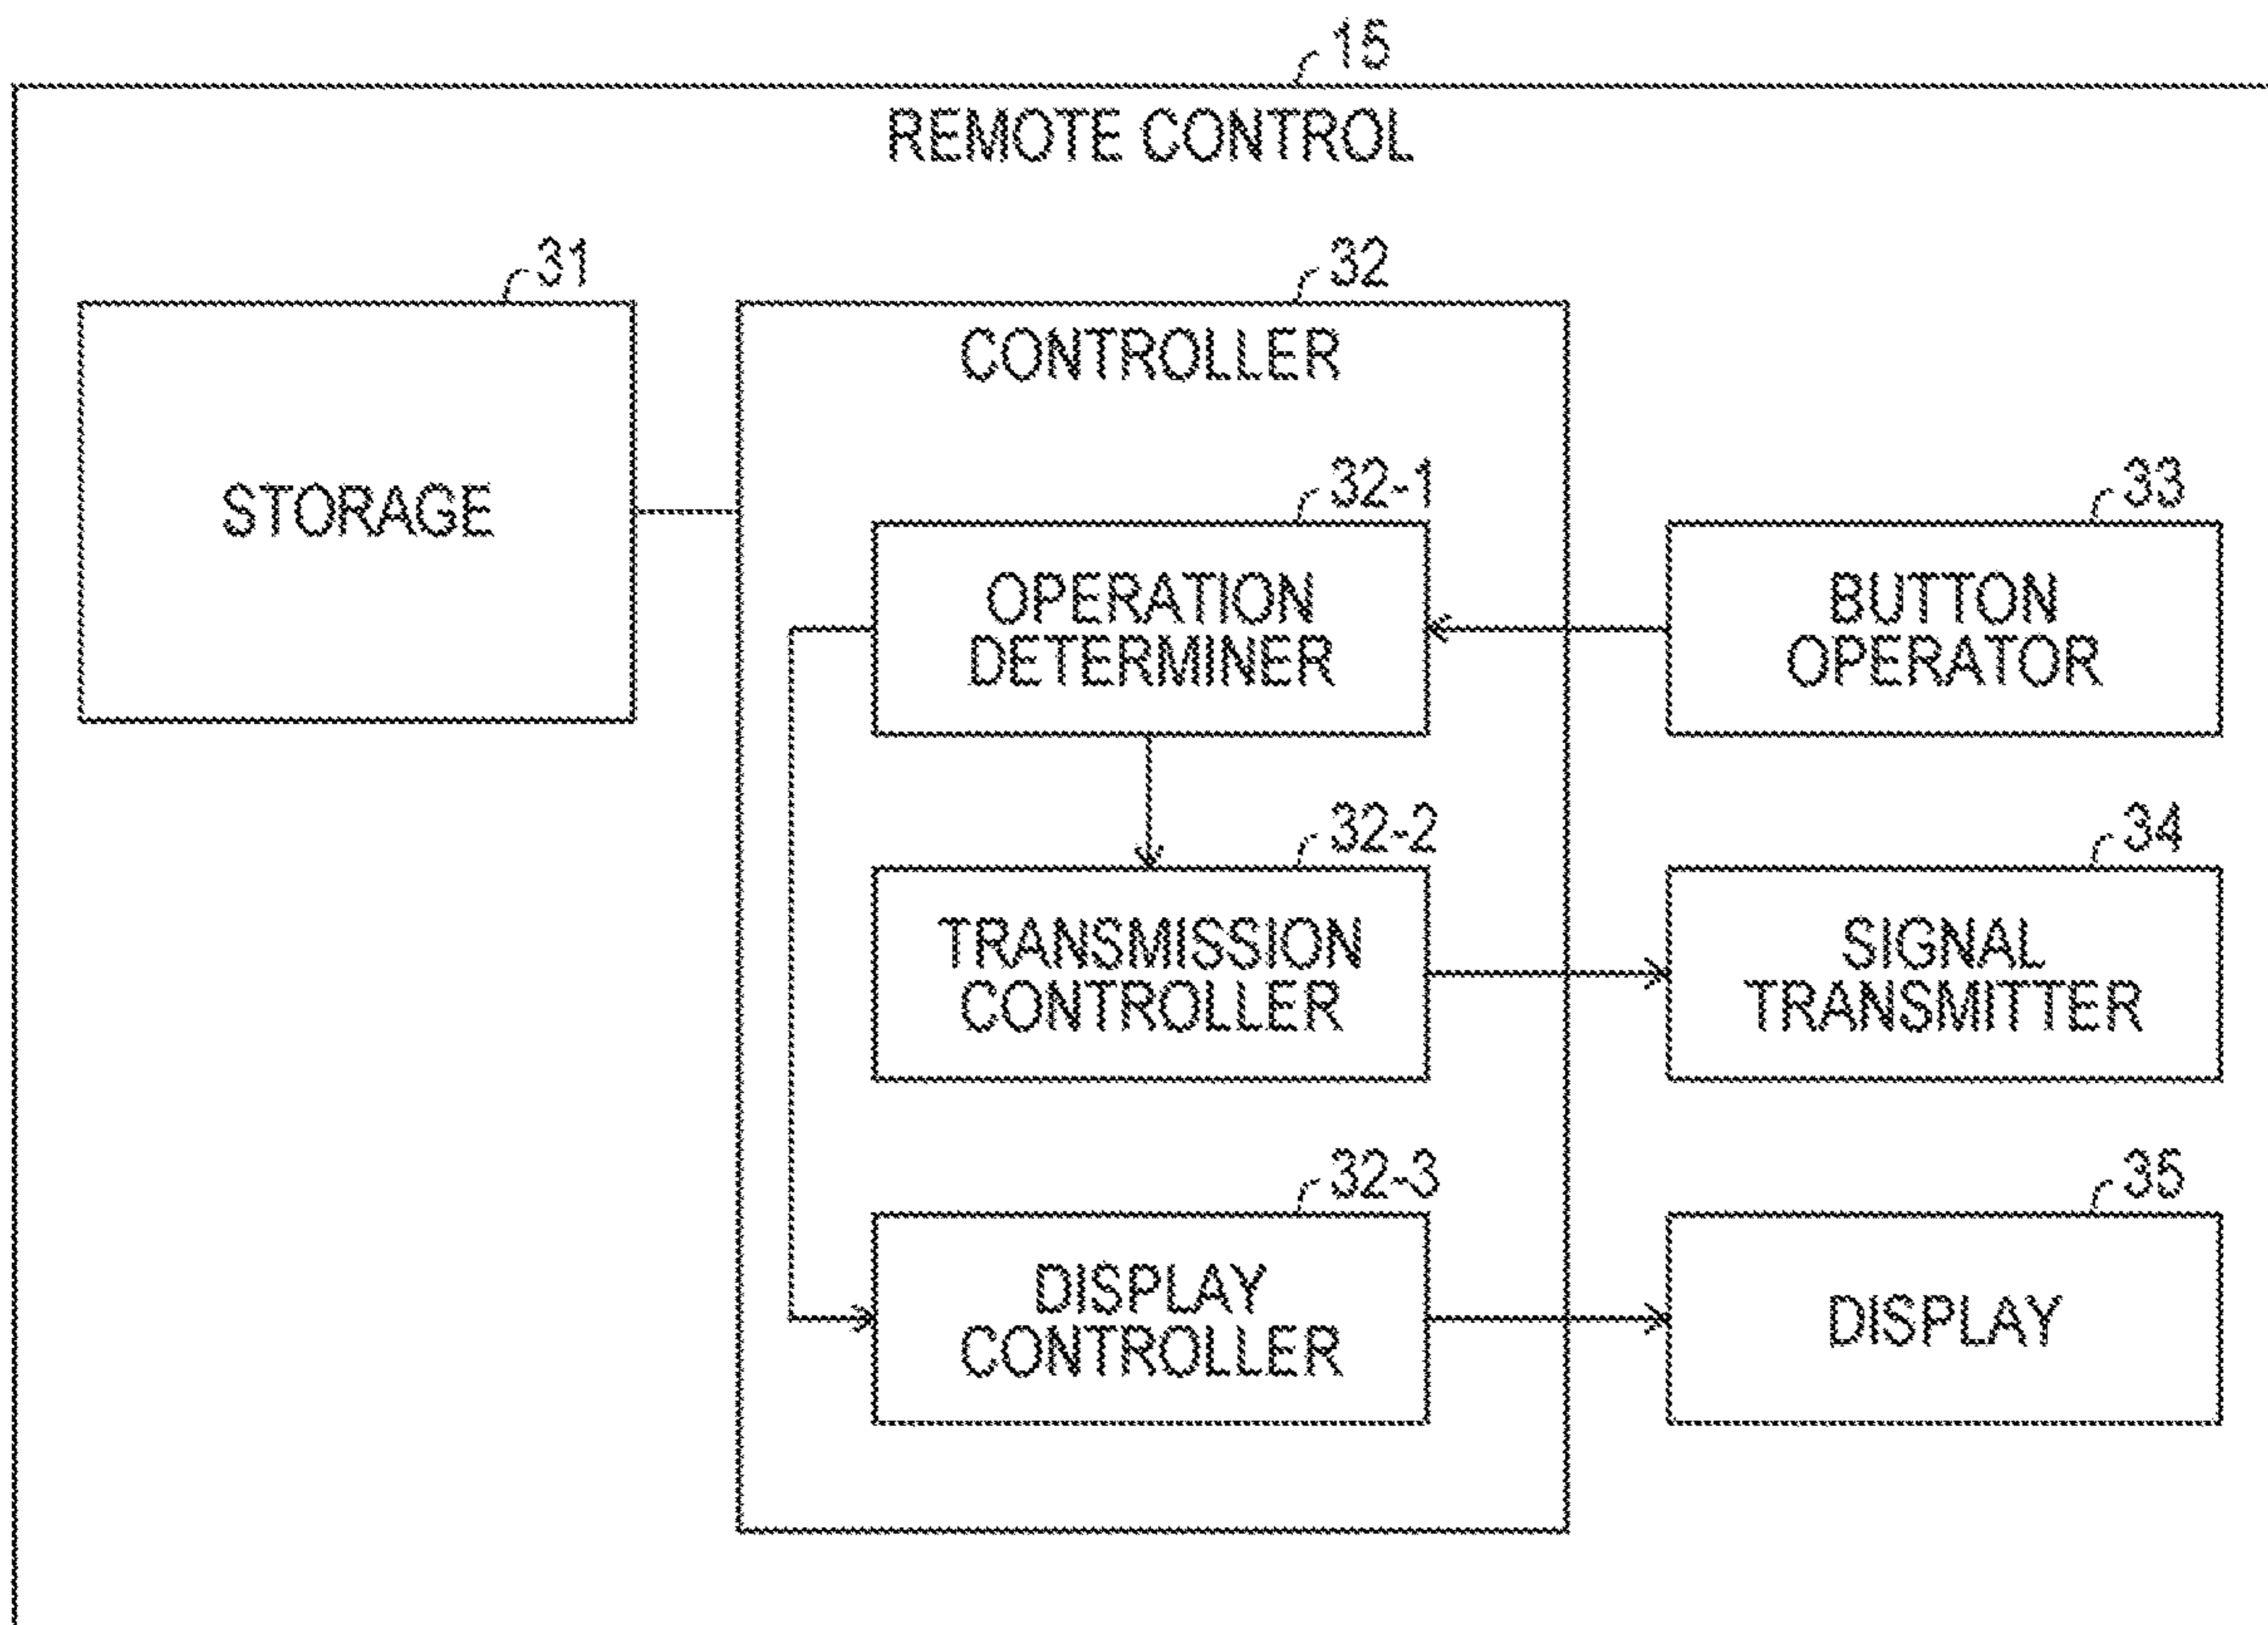 15
REMOTE CONTROL
31
STORAGE
32
CONTROLLER
32-1
OPERATION
DETERMINER
33
BUTTON
OPERATOR
32-2
TRANSMISSION
CONTROLLER
34
SIGNAL
TRANSMITTER
32-3
DISPLAY
CONTROLLER
35
DISPLAY